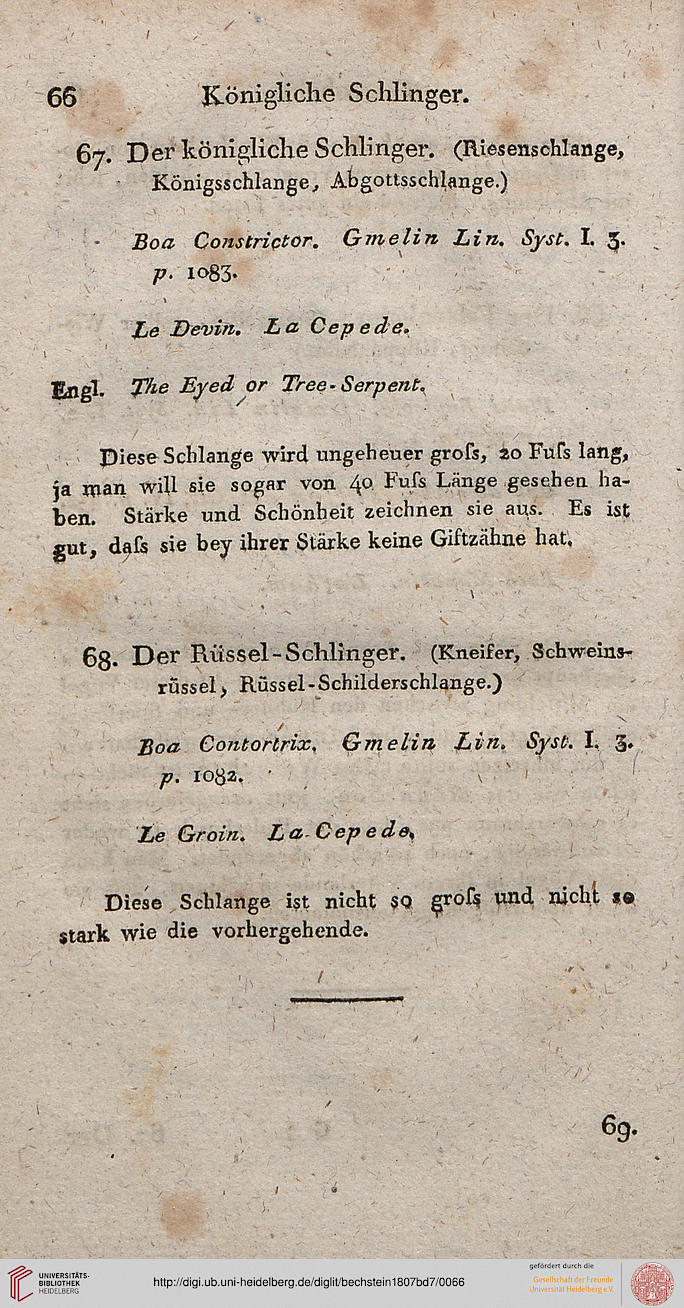 66 Königliche Schlinger.
67. Der königliche Schlinger. (Riesenschlange,
Königsschlange, Abgottsschlange.)
Boa Constrictor. Gmelin Lin. Syst. I. 3.
p. 1083.
Le Devin. La Cepede.
Engl. The Eyed or Tree-Serpent.
Diese Schlange wird ungeheuer groſs, 20 Fuſs lang,
ja man will sie sogar von 40 Fuſs Länge gesehen ha-
ben. Stärke und Schönheit zeichnen sie aus. Es ist
gut, daſs sie bey ihrer Stärke keine Giftzähne hat.
68. Der Rüssel-Schlinger. (Kneifer, Schweins-
rüssel, Rüssel-Schilderschlange.)
Boa Contortrix. Gmelin Lin. Syst. I. 3.
p. 1082.
Le Groin. La Cepede.
Diese Schlange ist nicht so groſs und nicht so
stark wie die vorhergehende.
69.
UNIVERSITÄTS-
BIBLIOTHEK
HEIDELBERG
http://digi.ub.uni-heidelberg.de/diglit/bechstein1807bd7/0066
gefördert durch die
Gesellschaft der Freunde
Universität Heidelberg e.V.